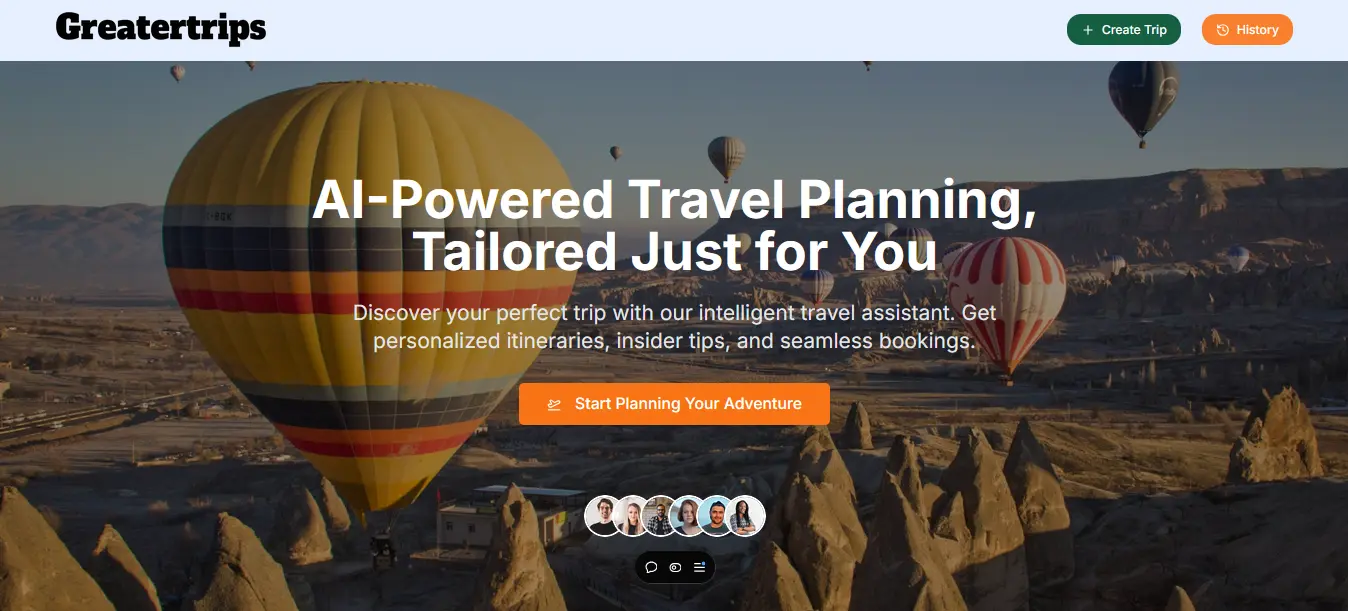 Greatertrips
Create Trip
History
AI-Powered Travel Planning,
Tailored Just for You
Discover your perfect trip with our intelligent travel assistant. Get
personalized itineraries, insider tips, and seamless bookings.
Start Planning Your Adventure